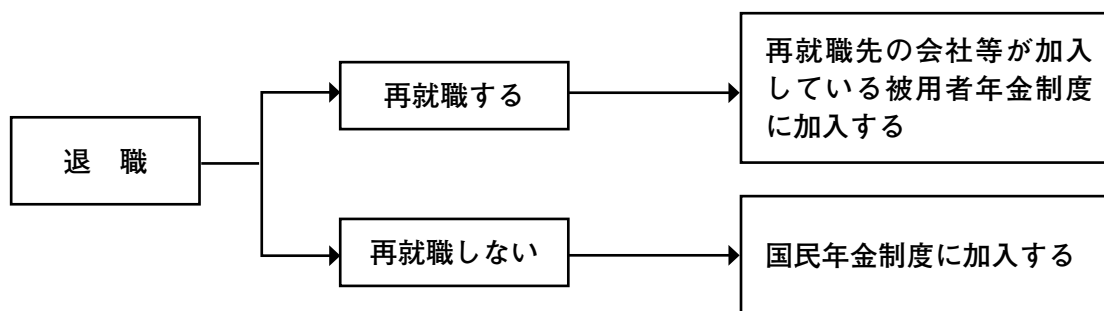 退　職
再就職する
再就職先の会社等が加入
している被用者年金制度
に加入する
再就職しない
国民年金制度に加入する